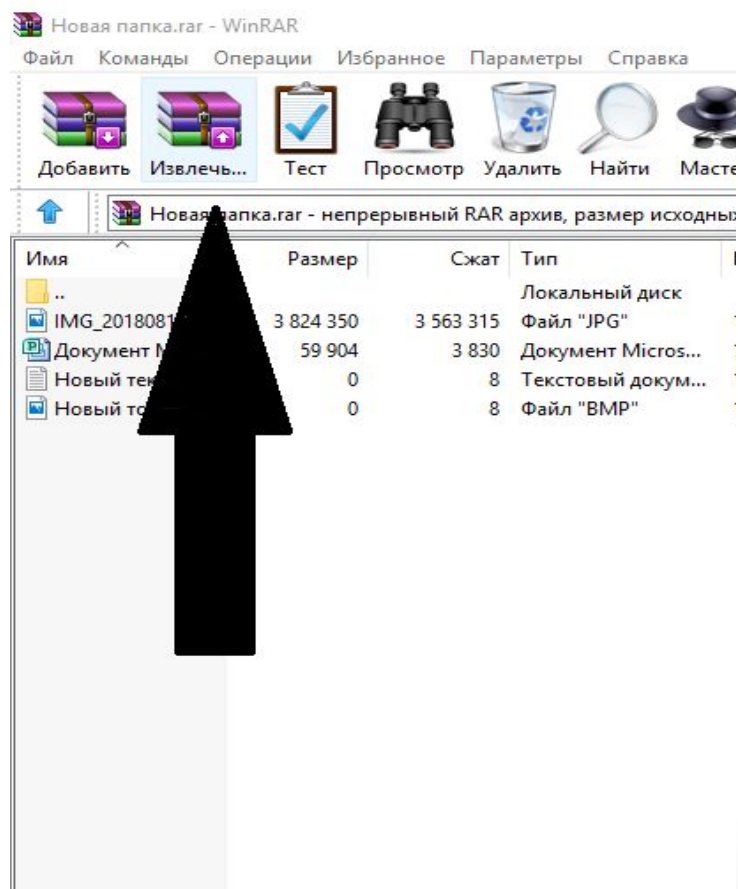 Новая папка.rar - WinRAR
Файл Команды Операции Избранное Параметры Справка
Добавить Извлечь... Тест Просмотр Удалить Найти
Новая папка.rar - непрерывный RAR архив, размер исходных
Имя Размер Сжат Тип
.. Локальный диск
IMG_201808 3 824 350 3 563 315 Файл "JPG"
Документ 59 904 3 830 Документ Micros...
Новый 0 8 Текстовый докум...
Новый 0 8 Файл "BMP"